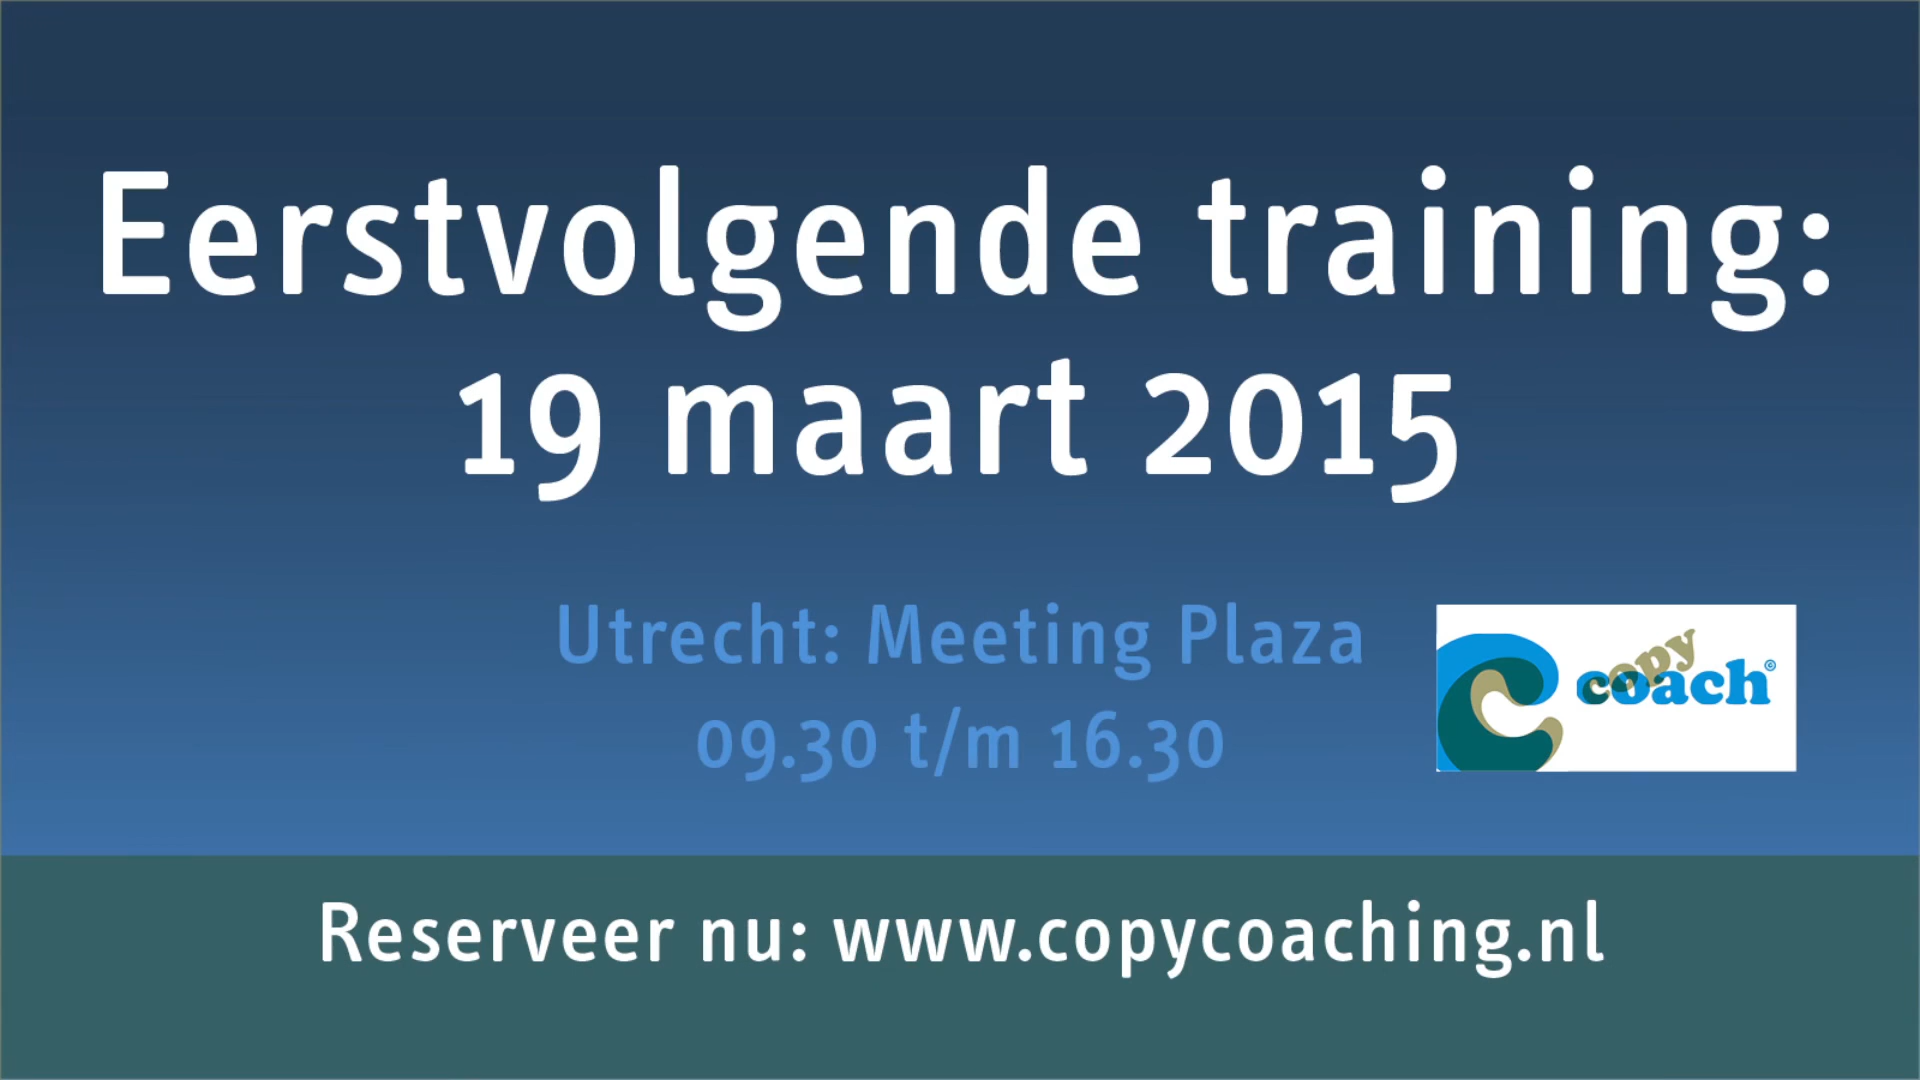 Eerstvolgende training:
19 maart 2015
Utrecht: Meeting Plaza
09.30 t/m 16.30
copy
coach©
Reserveer nu: www.copycoaching.nl